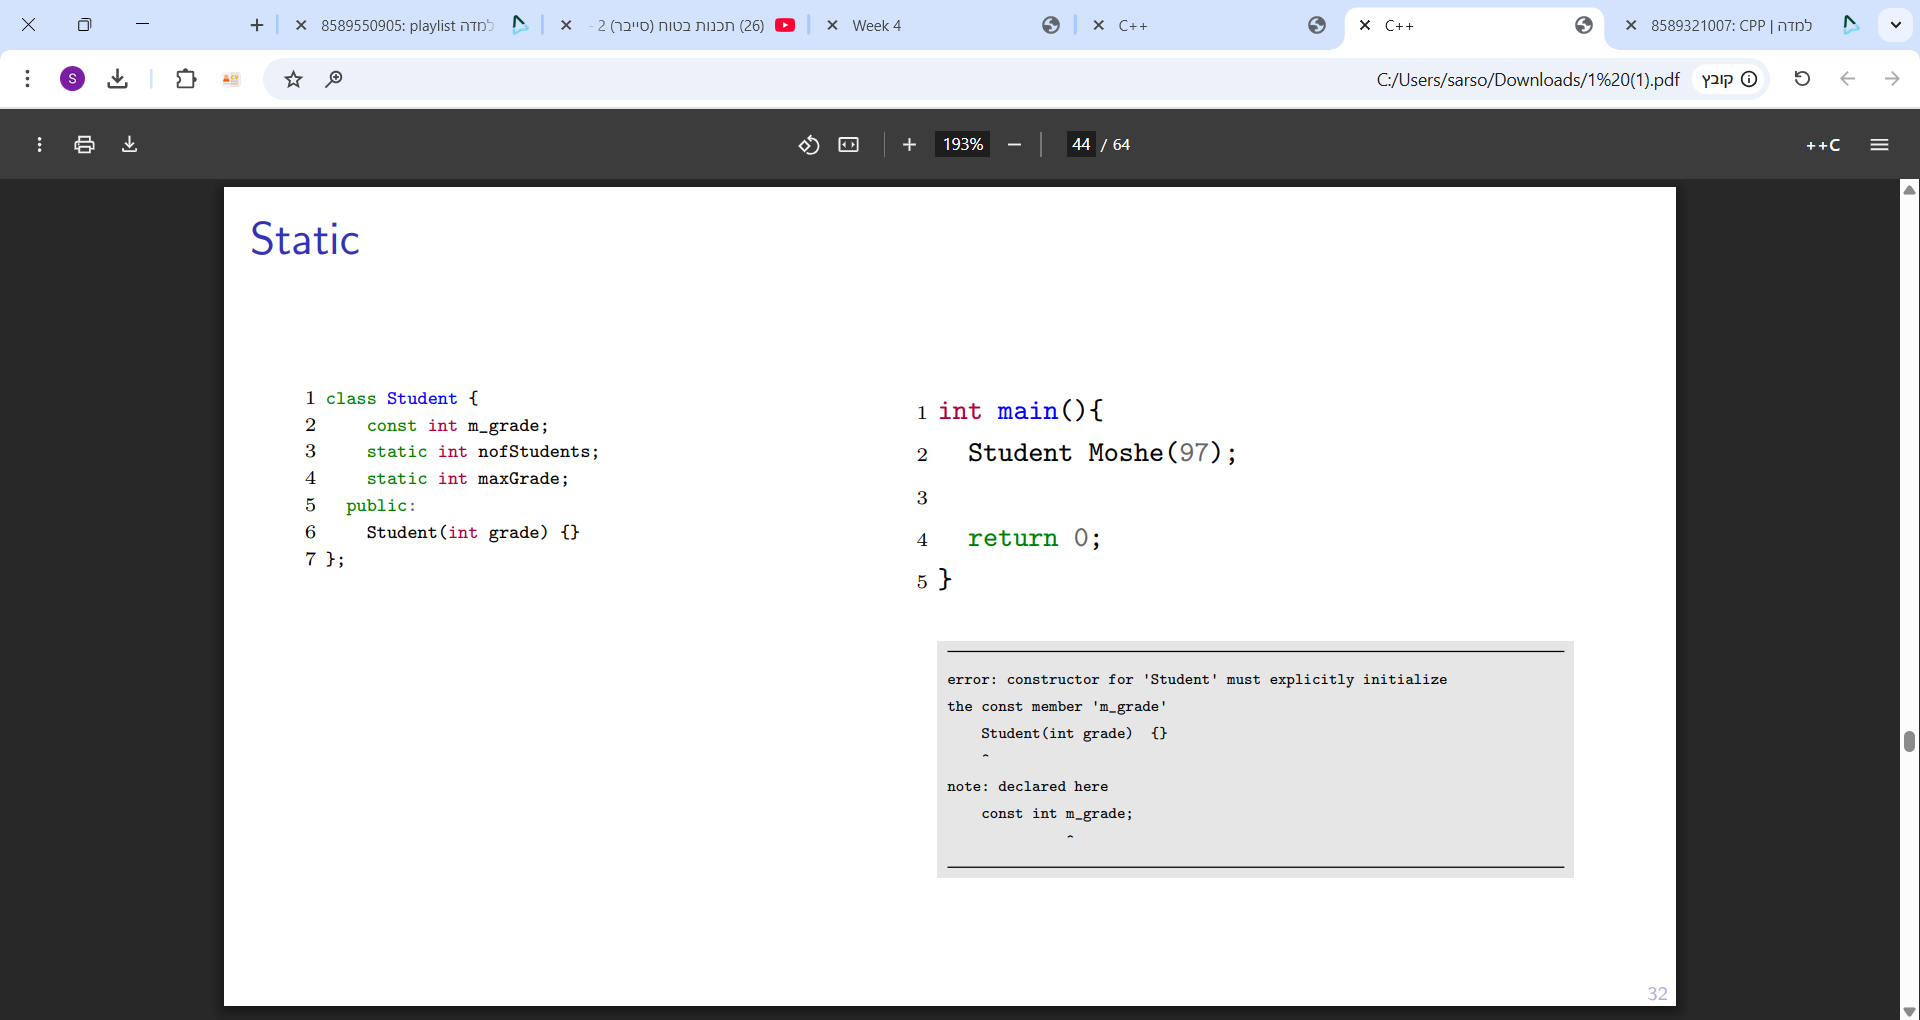 8589550905: playlist למדה
תכנות בטוח (סייבר) 2 - (26)
Week 4
C++
C++
8589321007: CPP | למדה
S
C:/Users/sarso/Downloads/1%20(1).pdf
קובץ
193%
44 / 64
++C
Static
1 class Student {
2 const int m_grade;
3 static int nofStudents;
4 static int maxGrade;
5 public:
6 Student(int grade) {}
7 };
1 int main(){
2 Student Moshe(97);
3
4 return 0;
5 }
error: constructor for 'Student' must explicitly initialize
the const member 'm_grade'
Student(int grade) {}
^
note: declared here
const int m_grade;
^
32